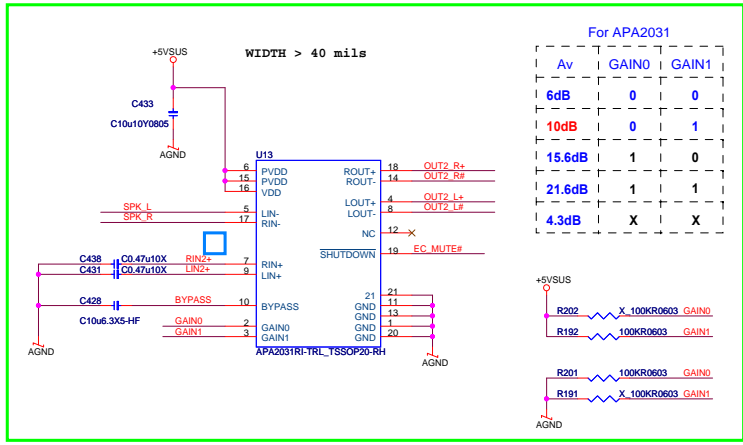 For APA2031
+5VSUS
WIDTH > 40 mils
Av GAIN0 GAIN1
6dB 0 0
10dB 0 1
15.6dB 1 0
21.6dB 1 1
4.3dB X X
C433
C10u10Y0805
AGND
U13
6 PVDD
15 PVDD
16 VDD
SPK_L 5 LIN-
SPK_R 17 RIN-
C438 C0.47u10X RIN2+ 7 RIN+
C431 C0.47u10X LIN2+ 9 LIN+
C428 BYPASS 10 BYPASS
C10u6.3X5-HF
GAIN0 2 GAIN0
GAIN1 3 GAIN1
AGND
ROUT+ 18 OUT2_R+
ROUT- 14 OUT2_R#
LOUT+ 4 OUT2_L+
LOUT- 8 OUT2_L#
NC 12
SHUTDOWN 19 EC_MUTE#
21 21
GND 11
GND 13
GND 1
GND 20
APA2031RI-TRL_TSSOP20-RH
AGND
+5VSUS
R202 X_100KR0603 GAIN0
R192 100KR0603 GAIN1
R201 100KR0603 GAIN0
R191 X_100KR0603 GAIN1
AGND